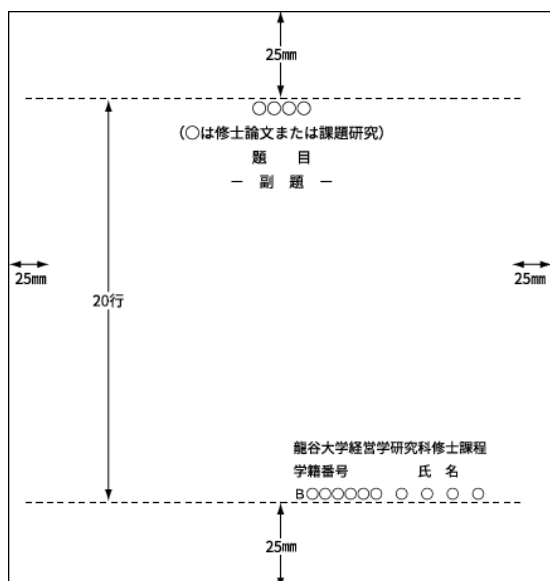 25mm
○○○○
(○は修士論文または課題研究)
題　目
― 副 題 ―
25mm
25mm
20行
龍谷大学経営学研究科修士課程
学籍番号　氏 名
B○○○○○○ ○ ○ ○ ○
25mm